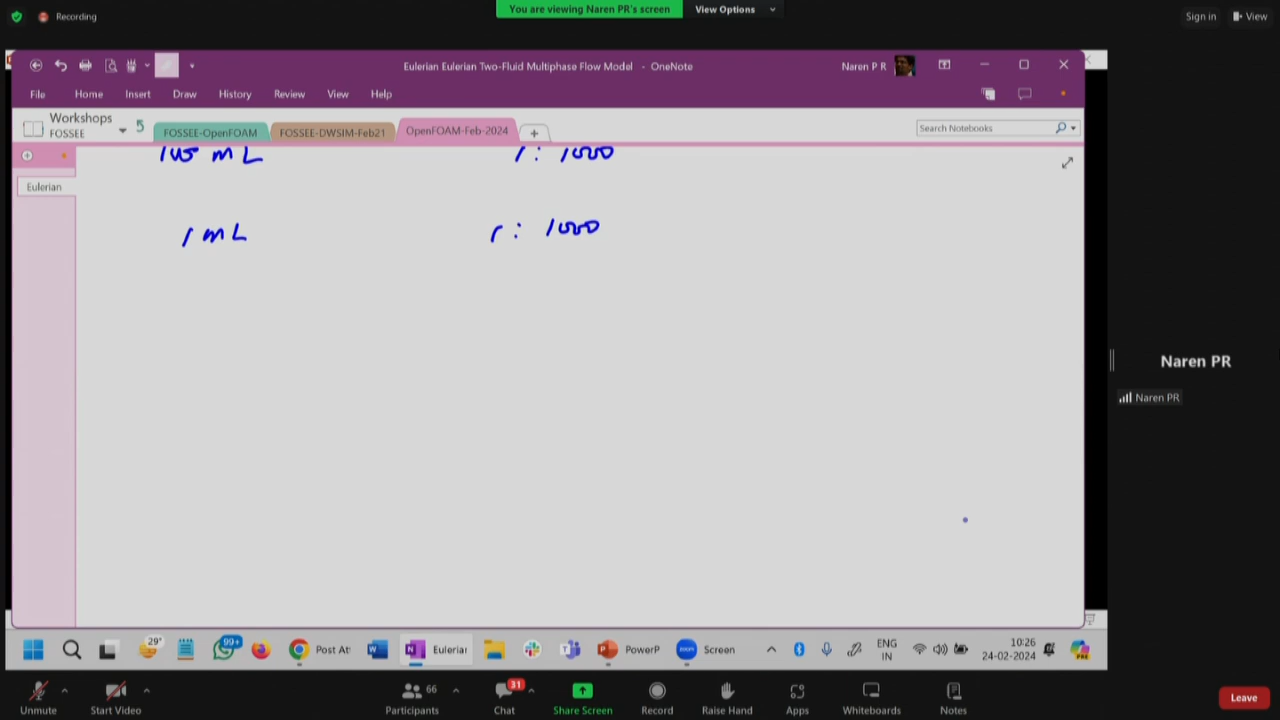 You are viewing Naren PR's screen View Options
Recording
Sign in View
Eulerian Eulerian Two-Fluid Multiphase Flow Model - OneNote
Naren P R
File Home Insert Draw History Review View Help
Workshops
FOSSEE
FOSSEE-OpenFOAM FOSSEE-DWSIM-Feb21 OpenFOAM-Feb-2024 +
Search Notebooks
Eulerian
mL : 1000
1 mL : 1000
Naren PR
Naren PR
29° 99+ Post At Eulerian PowerP Screen
ENG
IN
10:26
24-02-2024
Unmute Start Video Participants 66 Chat 31 Share Screen Record Raise Hand Apps Whiteboards Notes Leave